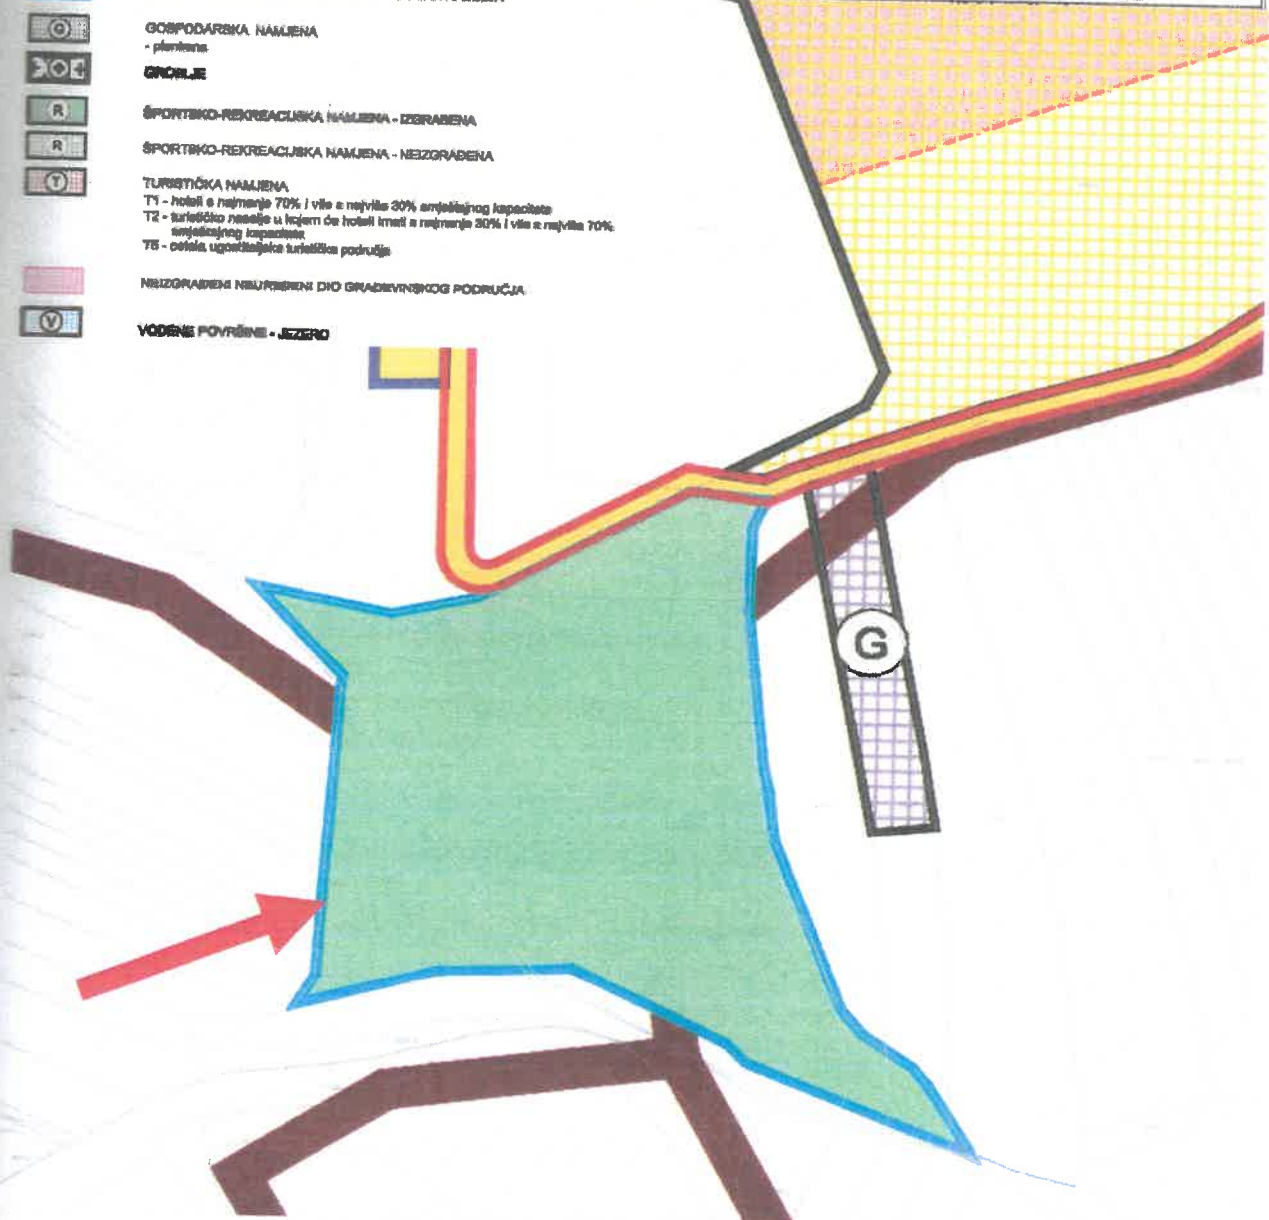 G
GOSPODARSKA NAMJENA
- planirana
GROBLJE
R
ŠPORTSKO-REKREACIJSKA NAMJENA - IZGRAĐENA
R
ŠPORTSKO-REKREACIJSKA NAMJENA - NEIZGRAĐENA
T
TURISTIČKA NAMJENA
T1 - hoteli s najmanje 70% i vile s najviše 30% smještajnog kapaciteta
T2 - turističko naselje u kojem će hoteli imati s najmanje 30% i vile s najviše 70%
smještajnog kapaciteta
- ostala ugostiteljska turistička područja
NEIZGRAĐENI NEUREĐENI DIO GRAĐEVINSKOG PODRUČJA
V
VODENE POVRŠINE - JEZERO
G